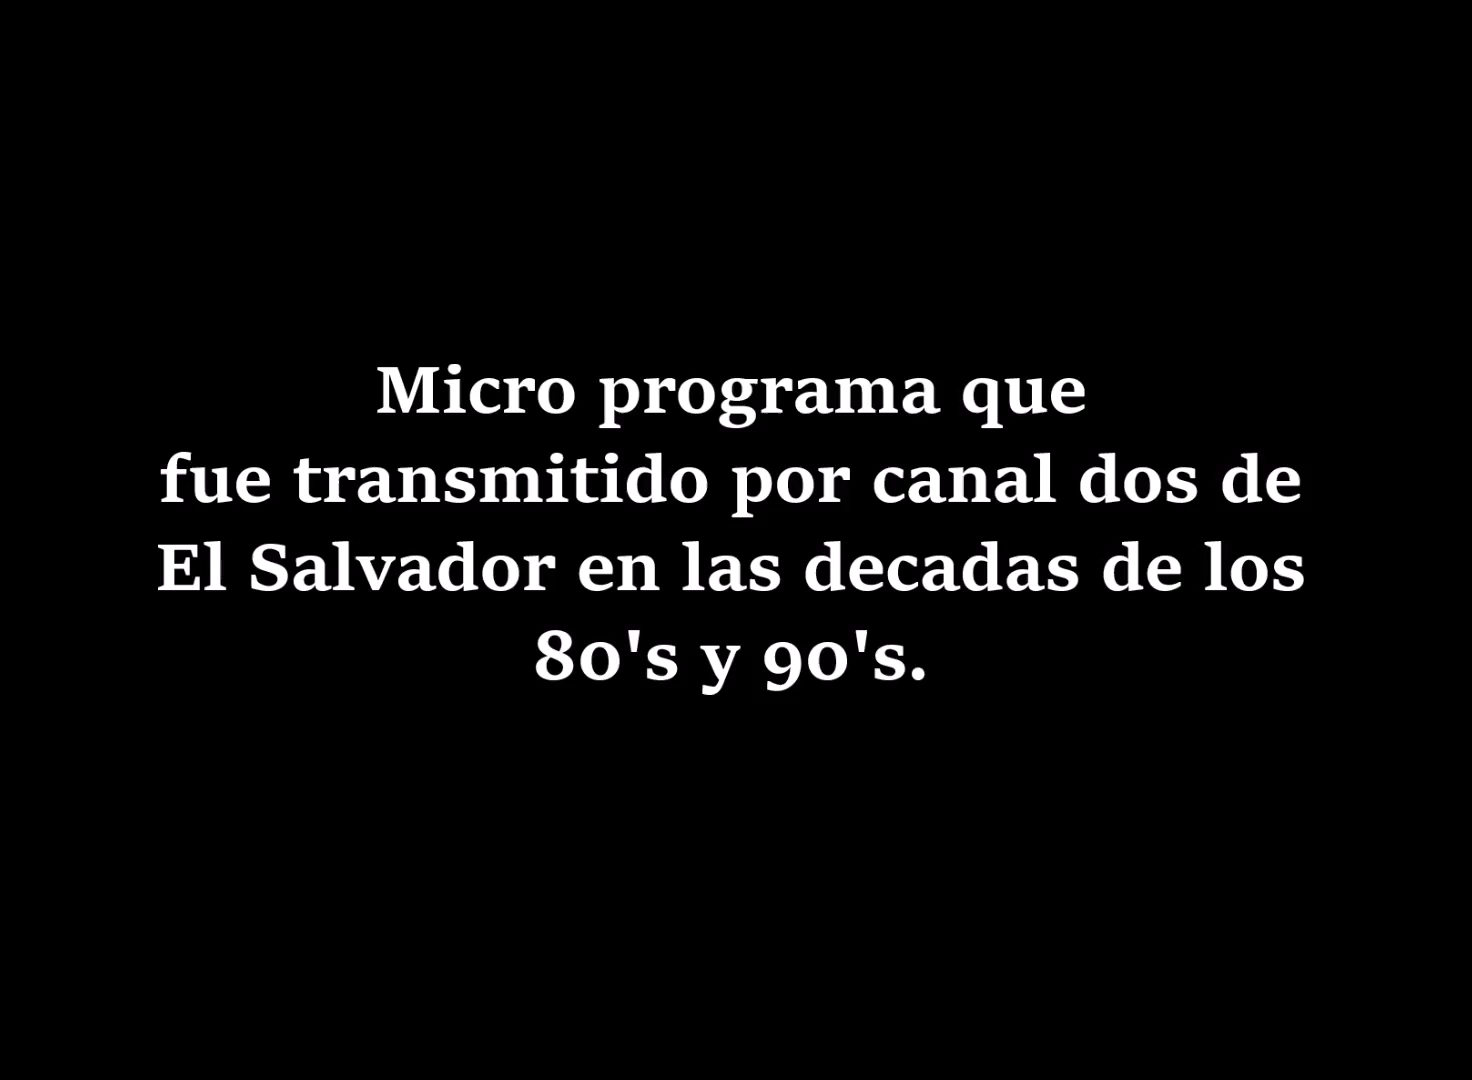 Micro programa que
fue transmitido por canal dos de
El Salvador en las decadas de los
80's y 90's.